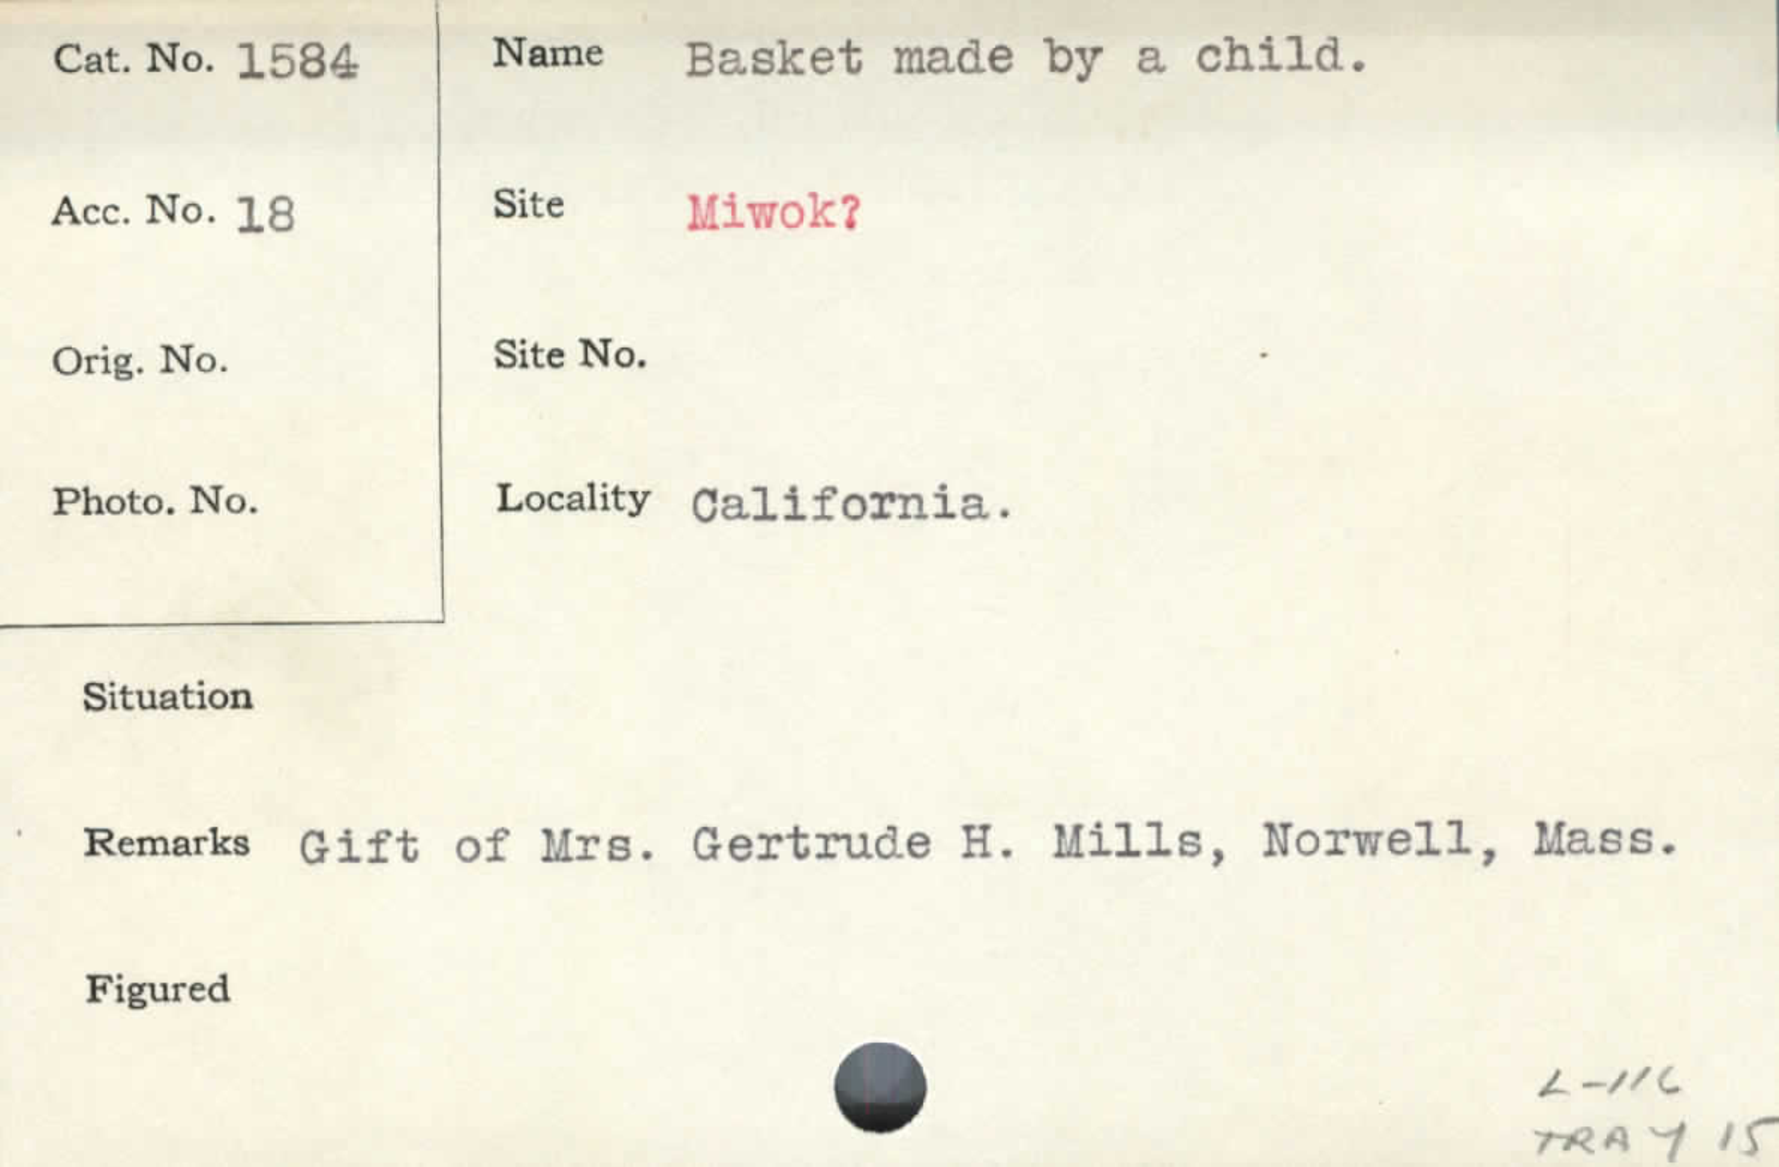 Cat. No. 1584
Name Basket made by a child.
Acc. No. 18
Site Miwok?
Orig. No.
Site No.
Photo. No.
Locality California.
Situation
Remarks Gift of Mrs. Gertrude H. Mills, Norwell, Mass.
Figured
L-116
TRAY 15